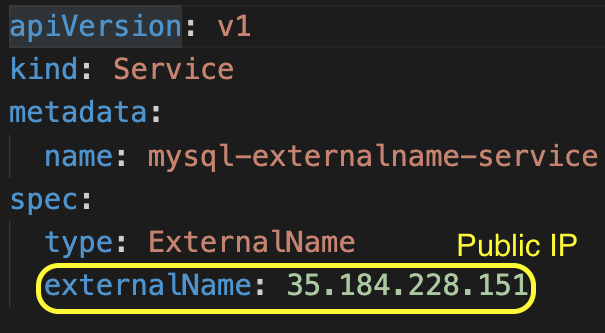 apiVersion: v1
kind: Service
metadata:
  name: mysql-externalname-service
spec:
  type: ExternalName
Public IP
  externalName: 35.184.228.151